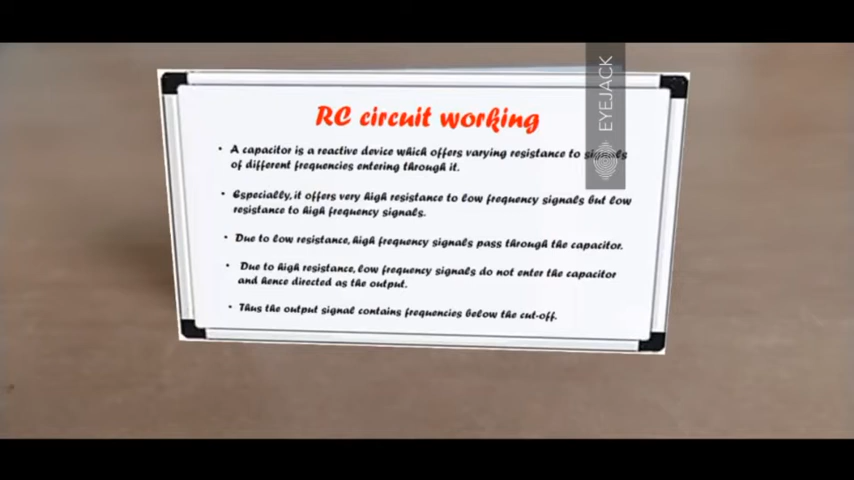 RC circuit working
• A capacitor is a reactive device which offers varying resistance to signals
of different frequencies entering through it.
• Especially, it offers very high resistance to low frequency signals but low
resistance to high frequency signals.
• Due to low resistance, high frequency signals pass through the capacitor.
• Due to high resistance, low frequency signals do not enter the capacitor
and hence directed as the output.
• Thus the output signal contains frequencies below the cut-off.
EYEJACK